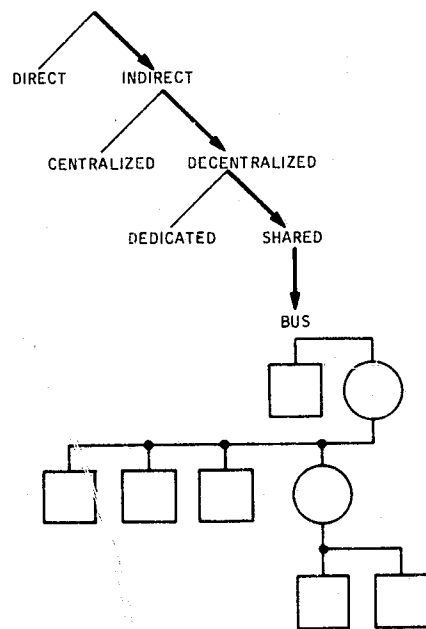 DIRECT INDIRECT
CENTRALIZED DECENTRALIZED
DEDICATED SHARED
BUS